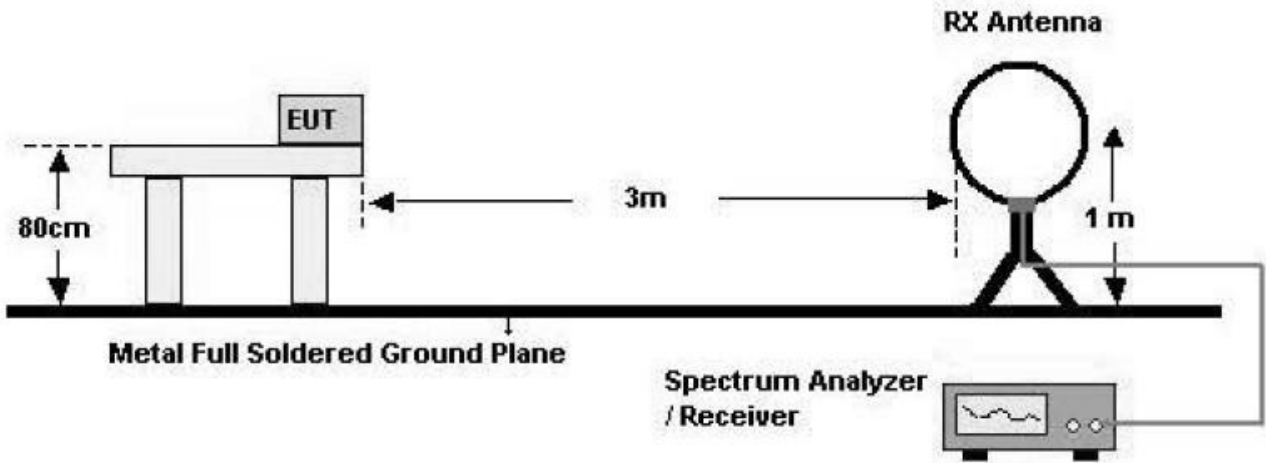 RX Antenna
EUT
80cm
3m
1 m
Metal Full Soldered Ground Plane
Spectrum Analyzer
/ Receiver